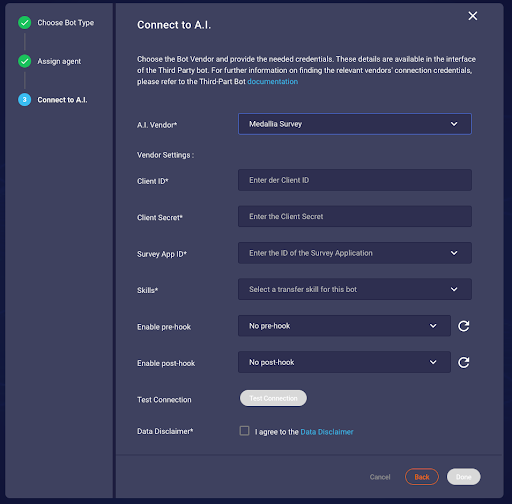 Choose Bot Type
Assign agent
3 Connect to A.I.
Connect to A.I.
Choose the Bot Vendor and provide the needed credentials. These details are available in the interface
of the Third Party bot. For further information on finding the relevant vendors' connection credentials,
please refer to the Third-Part Bot documentation
A.I. Vendor* Medallia Survey
Vendor Settings :
Client ID* Enter der Client ID
Client Secret* Enter the Client Secret
Survey App ID* Enter the ID of the Survey Application
Skills* Select a transfer skill for this bot
Enable pre-hook No pre-hook
Enable post-hook No post-hook
Test Connection Test Connection
Data Disclaimer* I agree to the Data Disclaimer
Cancel Back Done